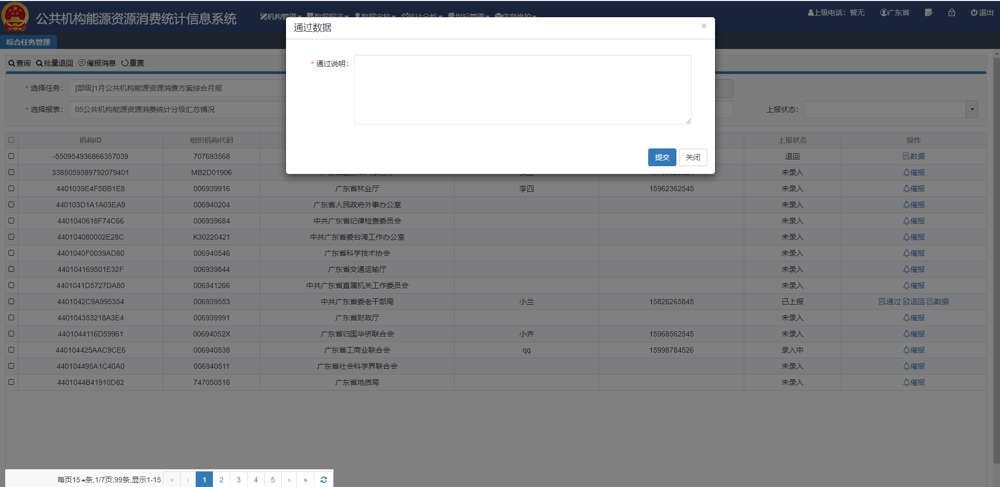 公共机构能源资源消费统计信息系统
机构管理 数据报送 数据审核 统计分析 指标管理 信息维护
上级电话：暂无 广东省 退出
综合任务管理
通过数据 ×
* 通过说明：
提交 关闭
查询 批量退回 催报消息 重置
* 选择任务： [部级]1月公共机构能源资源消费方案综合月报
* 选择报表： 05公共机构能源资源消费统计分级汇总情况 上报状态：
机构ID 组织机构代码 上报状态 操作
-550954936866357039 707693568 退回 数据
3385059389792079401 MB2D01906 未录入 催报
4401039E4F5BB1E8 006939916 广东省林业厅 李四 15962362545 未录入 催报
440103D1A1A03EA9 006940204 广东省人民政府外事办公室 未录入 催报
4401040618F74C66 006939684 中共广东省纪律检查委员会 未录入 催报
440104080002E28C K30220421 中共广东省委台湾工作办公室 未录入 催报
4401040F0039AD80 006940546 广东省科学技术协会 未录入 催报
440104169501E32F 006939844 广东省交通运输厅 未录入 催报
4401041D5727DA80 006941266 中共广东省直属机关工作委员会 未录入 催报
4401042C9A995354 006939553 中共广东省委老干部局 小兰 15826265845 已上报 通过 退回 数据
440104353218A3E4 006939991 广东省财政厅 未录入 催报
4401044116D59961 00694052X 广东省归国华侨联合会 小齐 15968562545 未录入 催报
440104425AAC9CE6 006940538 广东省工商业联合会 qq 15998784526 录入中 催报
440104495A1C40A0 006940511 广东省社会科学界联合会 未录入 催报
4401044B41910D82 747050516 广东省地质局 未录入 催报
每页15条,1/7页,99条,显示1-15. « ‹ 1 2 3 4 5 › »